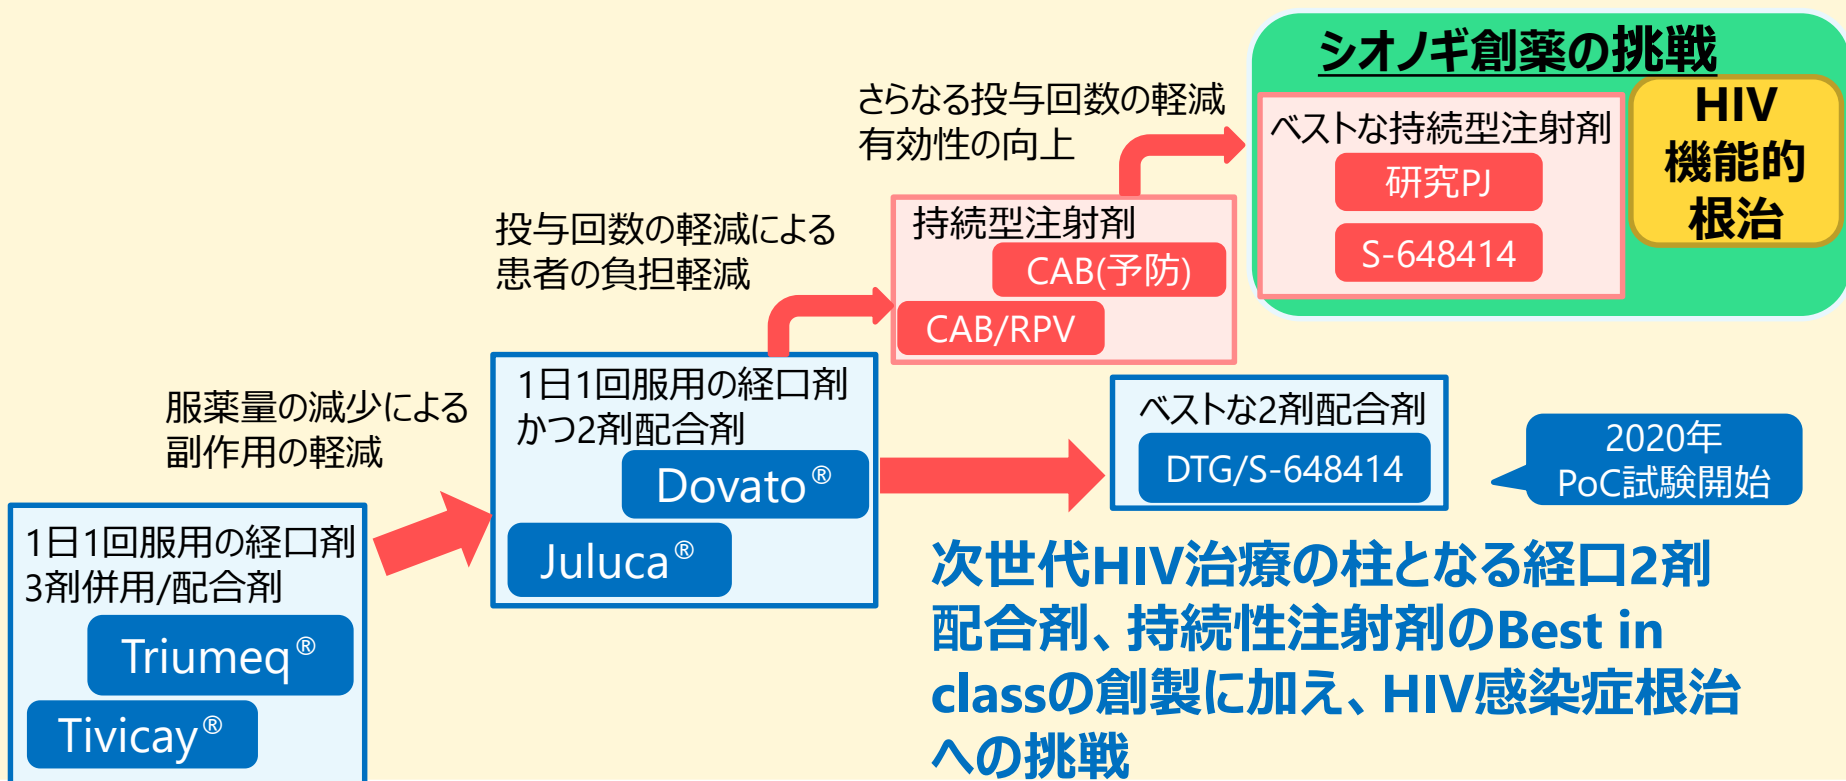 シオノギ創薬の挑戦
HIV
機能的
根治
ベストな持続型注射剤
研究PJ
S-648414
さらなる投与回数の軽減
有効性の向上
持続型注射剤
CAB(予防)
CAB/RPV
投与回数の軽減による
患者の負担軽減
1日1回服用の経口剤
かつ2剤配合剤
Dovato®
Juluca®
ベストな2剤配合剤
DTG/S-648414
2020年
PoC試験開始
服薬量の減少による
副作用の軽減
1日1回服用の経口剤
3剤併用/配合剤
Triumeq®
Tivicay®
次世代HIV治療の柱となる経口2剤
配合剤、持続性注射剤のBest in
classの創製に加え、HIV感染症根治
への挑戦